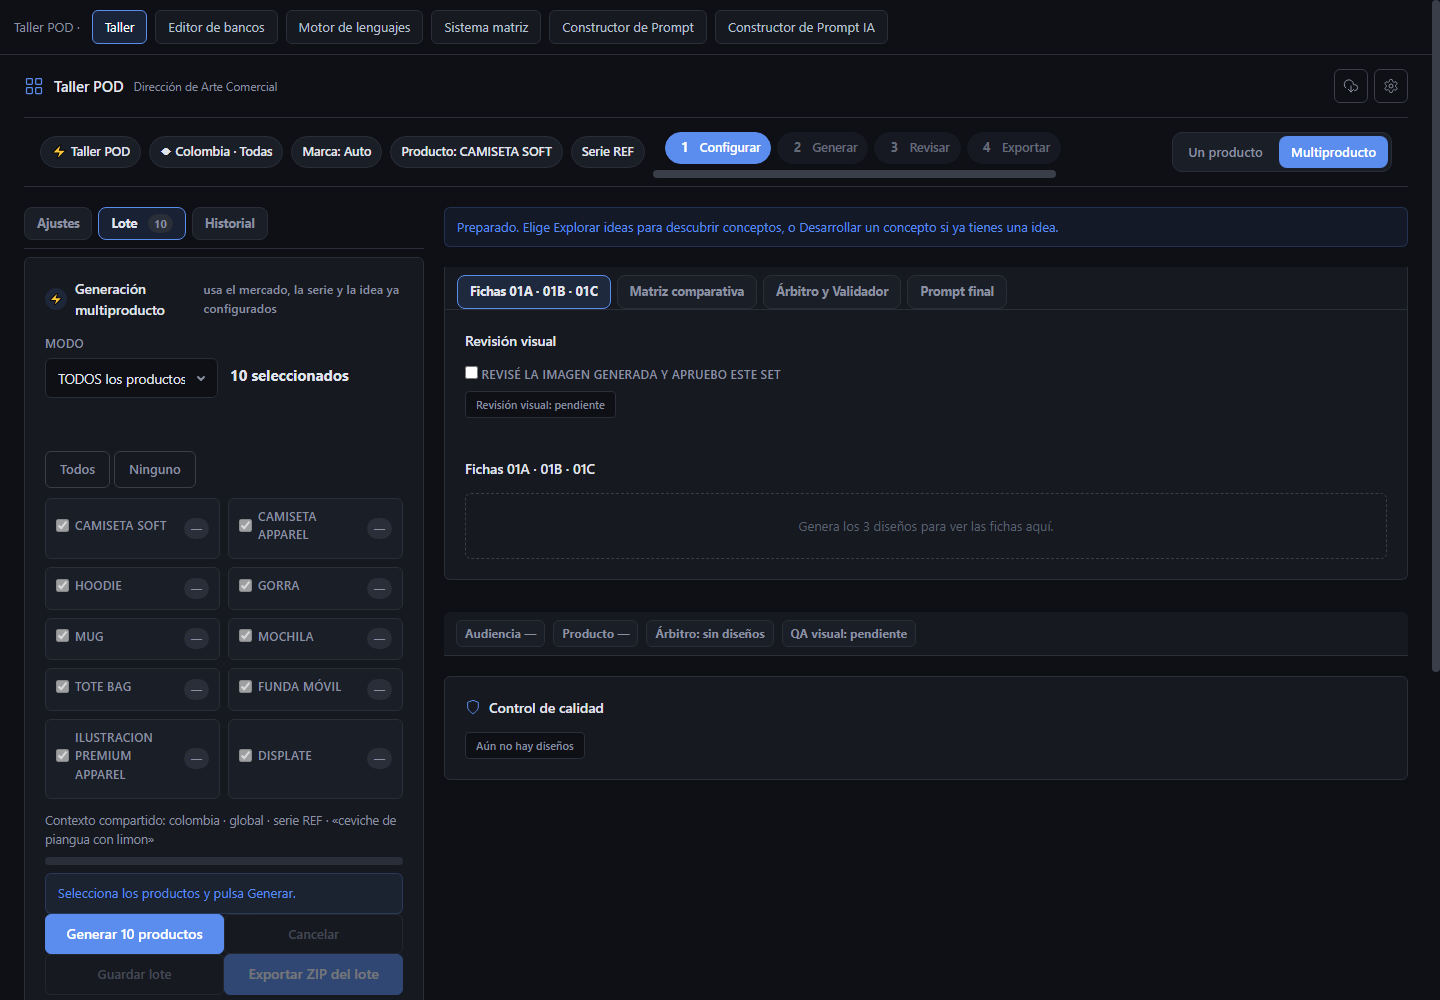 Taller POD ·
Taller
Editor de bancos
Motor de lenguajes
Sistema matriz
Constructor de Prompt
Constructor de Prompt IA
Taller POD
Dirección de Arte Comercial
Taller POD
Colombia · Todas
Marca: Auto
Producto: CAMISETA SOFT
Serie REF
1 Configurar
2 Generar
3 Revisar
4 Exportar
Un producto
Multiproducto
Ajustes
Lote 10
Historial
Generación
multiproducto
usa el mercado, la serie y la idea ya
configurados
MODO
TODOS los productos
10 seleccionados
Todos
Ninguno
CAMISETA SOFT —
CAMISETA
APPAREL —
HOODIE —
GORRA —
MUG —
MOCHILA —
TOTE BAG —
FUNDA MÓVIL —
ILUSTRACION
PREMIUM
APPAREL —
DISPLATE —
Contexto compartido: colombia · global · serie REF · «ceviche de
piangua con limon»
Selecciona los productos y pulsa Generar.
Generar 10 productos
Cancelar
Guardar lote
Exportar ZIP del lote
Preparado. Elige Explorar ideas para descubrir conceptos, o Desarrollar un concepto si ya tienes una idea.
Fichas 01A · 01B · 01C
Matriz comparativa
Árbitro y Validador
Prompt final
Revisión visual
REVISÉ LA IMAGEN GENERADA Y APRUEBO ESTE SET
Revisión visual: pendiente
Fichas 01A · 01B · 01C
Genera los 3 diseños para ver las fichas aquí.
Audiencia —
Producto —
Árbitro: sin diseños
QA visual: pendiente
Control de calidad
Aún no hay diseños